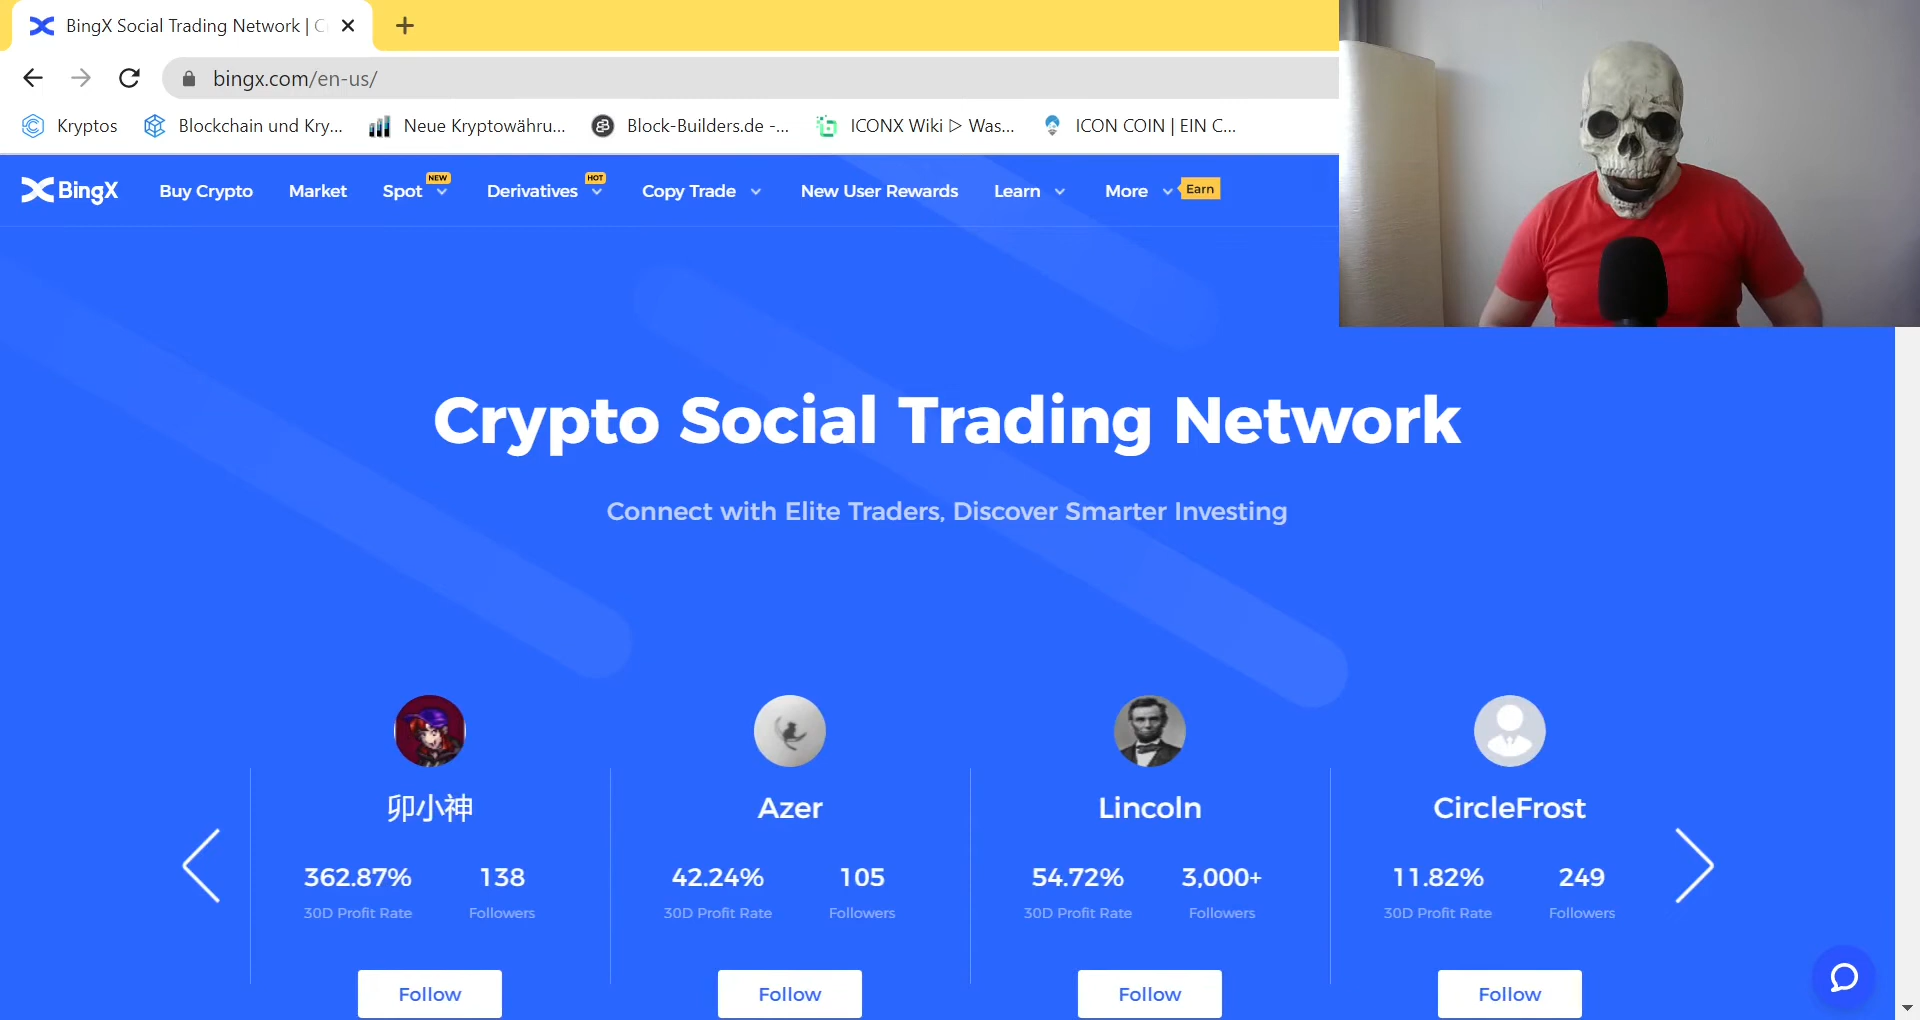 BingX Social Trading Network | C
bingx.com/en-us/
Kryptos Blockchain und Kry... Neue Kryptowähru... Block-Builders.de -... ICONX Wiki ▷ Was... ICON COIN | EIN C...
BingX Buy Crypto Market Spot NEW Derivatives HOT Copy Trade New User Rewards Learn More Earn
Crypto Social Trading Network
Connect with Elite Traders, Discover Smarter Investing
卯小神 Azer Lincoln CircleFrost
362.87% 138 42.24% 105 54.72% 3,000+ 11.82% 249
30D Profit Rate Followers 30D Profit Rate Followers 30D Profit Rate Followers 30D Profit Rate Followers
Follow Follow Follow Follow